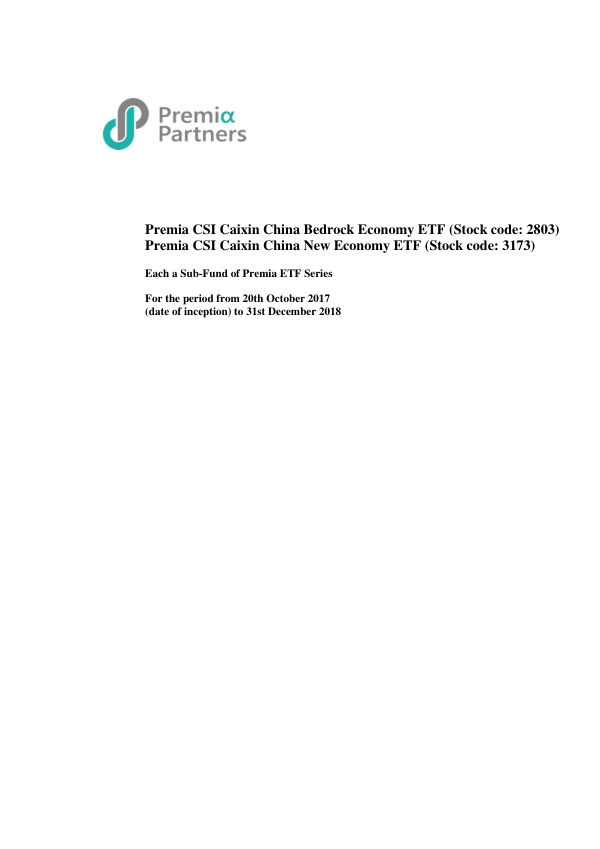 Premiα
Partners
Premia CSI Caixin China Bedrock Economy ETF (Stock code: 2803)
Premia CSI Caixin China New Economy ETF (Stock code: 3173)
Each a Sub-Fund of Premia ETF Series
For the period from 20th October 2017
(date of inception) to 31st December 2018